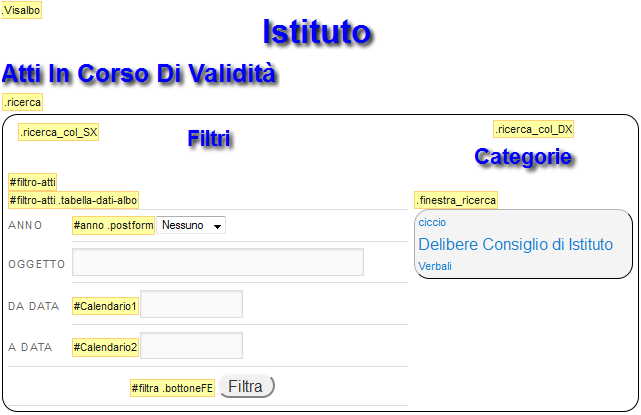 .Visalbo
Istituto
Atti In Corso Di Validità
.ricerca
.ricerca_col_SX
Filtri
.ricerca_col_DX
Categorie
#filtro-atti
#filtro-atti .tabella-dati-albo
ANNO #anno .postform Nessuno
OGGETTO
DA DATA #Calendario1
A DATA #Calendario2
#filtra .bottoneFE Filtra
.finestra_ricerca
ciccio
Delibere Consiglio di Istituto
Verbali